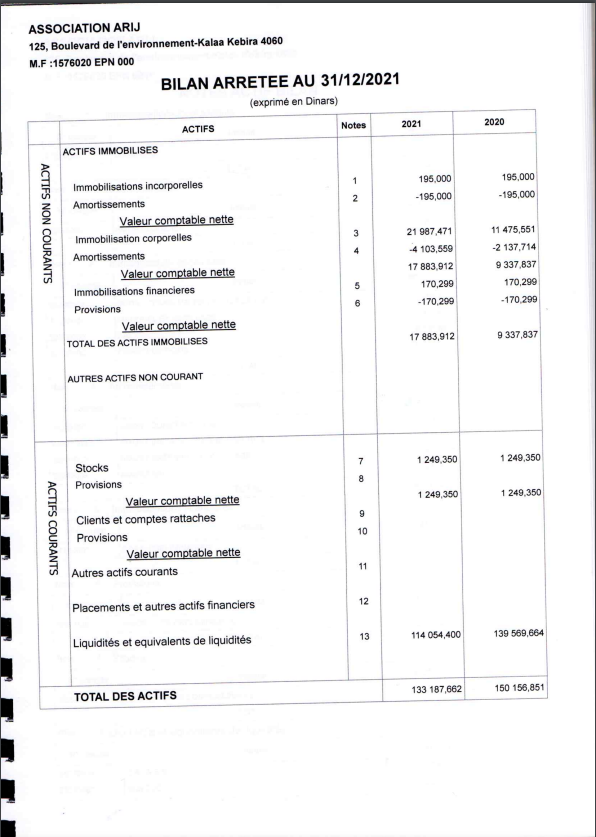 ASSOCIATION ARIJ
125, Boulevard de l'environnement-Kalaa Kebira 4060
M.F :1576020 EPN 000
BILAN ARRETEE AU 31/12/2021
(exprimé en Dinars)
ACTIFS Notes 2021 2020
ACTIFS NON COURANTS
ACTIFS IMMOBILISES
Immobilisations incorporelles 1 195,000 195,000
Amortissements 2 -195,000 -195,000
Valeur comptable nette
Immobilisation corporelles 3 21 987,471 11 475,551
Amortissements 4 -4 103,559 -2 137,714
Valeur comptable nette 17 883,912 9 337,837
Immobilisations financieres 5 170,299 170,299
Provisions 6 -170,299 -170,299
Valeur comptable nette
TOTAL DES ACTIFS IMMOBILISES 17 883,912 9 337,837
AUTRES ACTIFS NON COURANT
ACTIFS COURANTS
Stocks 7 1 249,350 1 249,350
Provisions 8
Valeur comptable nette 1 249,350 1 249,350
Clients et comptes rattaches 9
Provisions 10
Valeur comptable nette
Autres actifs courants 11
Placements et autres actifs financiers 12
Liquidités et equivalents de liquidités 13 114 054,400 139 569,664
TOTAL DES ACTIFS 133 187,662 150 156,851